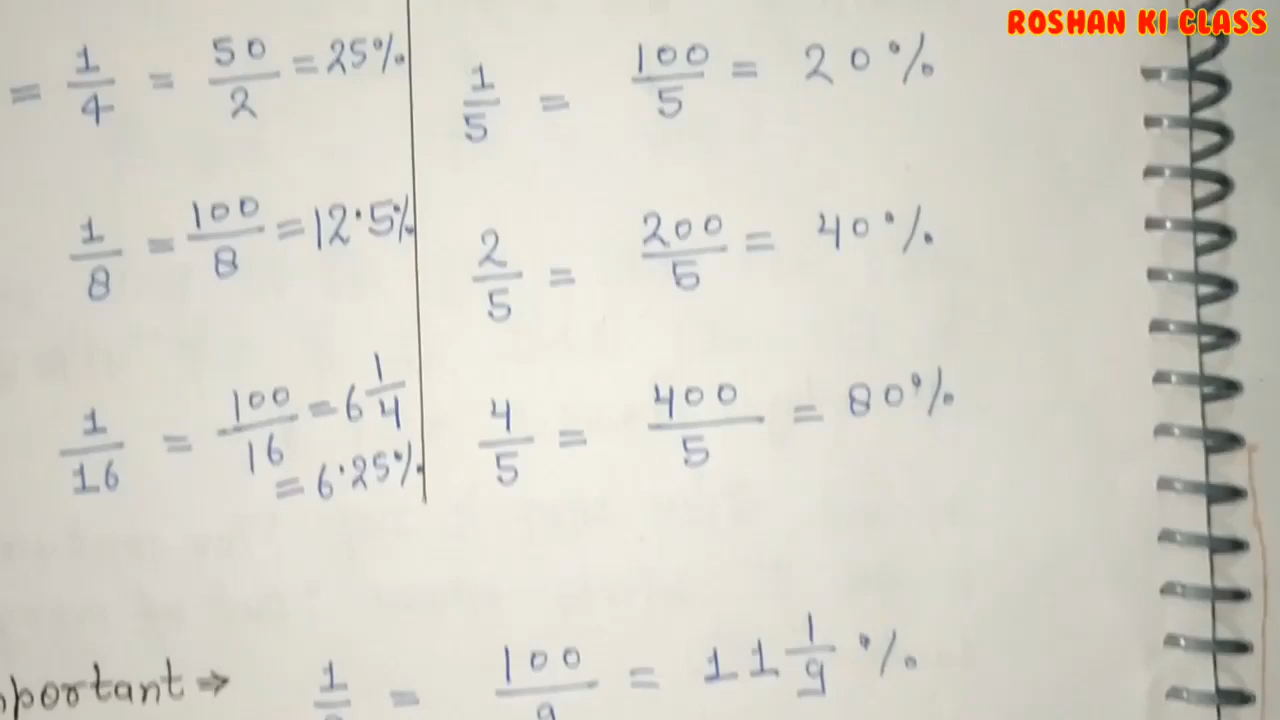 ROSHAN KI CLASS
= 1/4 = 50/2 = 25%
1/8 = 100/8 = 12.5%
1/16 = 100/16 = 6 1/4
= 6.25%
1/5 = 100/5 = 20%
2/5 = 200/5 = 40%
4/5 = 400/5 = 80%
mportant → 1/9 = 100/9 = 11 1/9 %